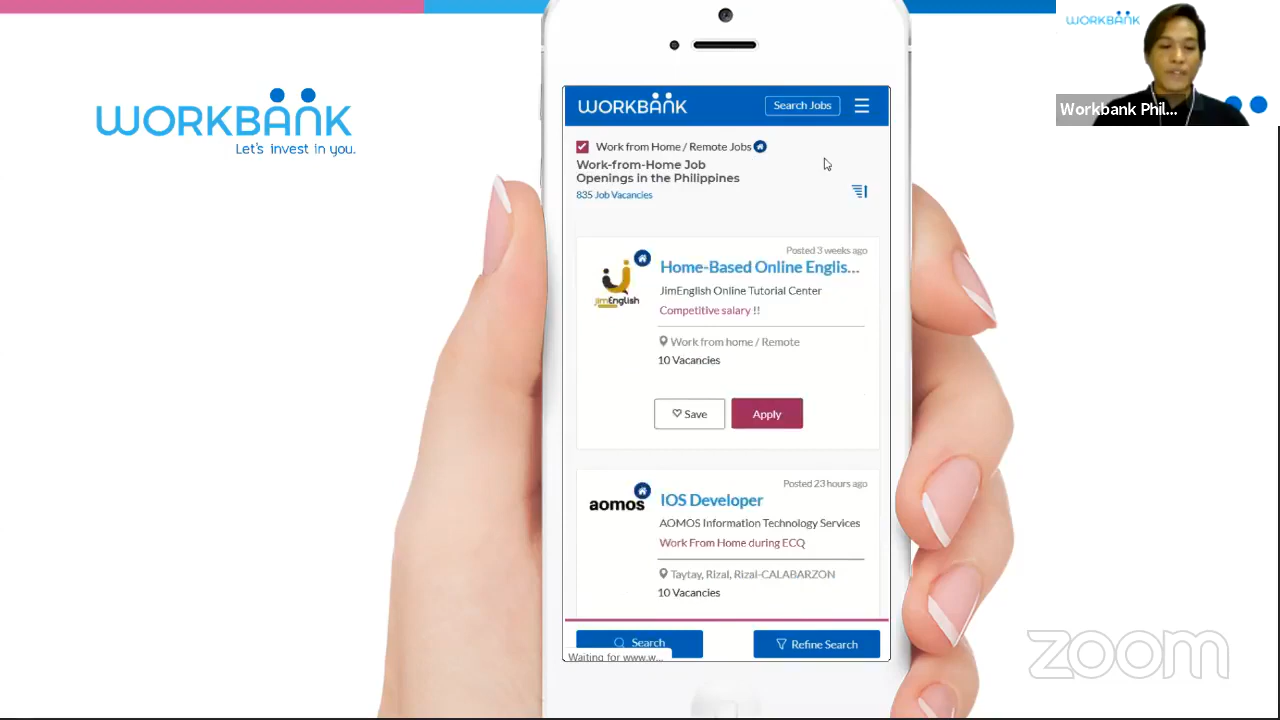 WORKBANK
Let's invest in you.
WORKBANK
Search Jobs
Work from Home / Remote Jobs
Work-from-Home Job
Openings in the Philippines
835 Job Vacancies
Posted 3 weeks ago
Home-Based Online Englis...
JimEnglish
JimEnglish Online Tutorial Center
Competitive salary !!
Work from home / Remote
10 Vacancies
Save
Apply
Posted 23 hours ago
aomos
IOS Developer
AOMOS Information Technology Services
Work From Home during ECQ
Taytay, Rizal, Rizal-CALABARZON
10 Vacancies
Search
Refine Search
Waiting for www.w...
WORKBANK
Workbank Phil...
zoom